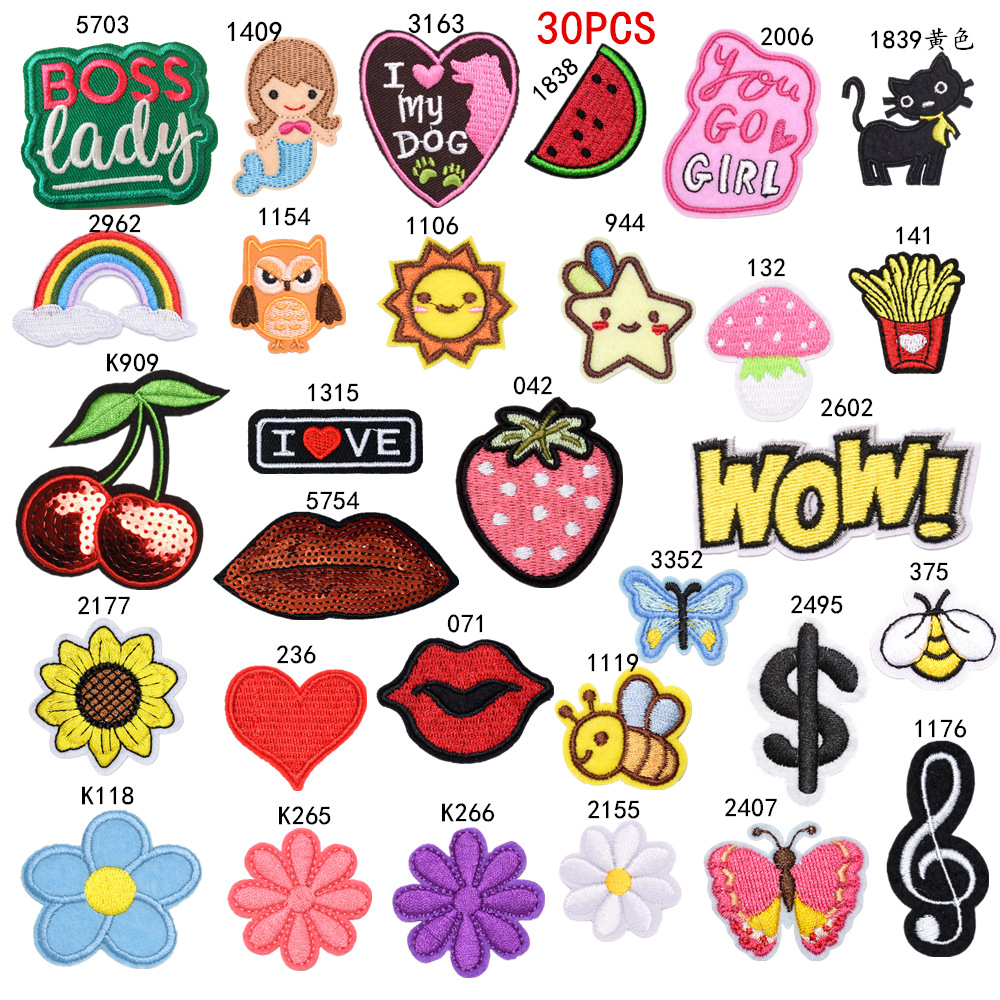 30PCS
5703
BOSS
lady
1409
3163
I
My
DOG
1838
2006
You
GO
GIRL
1839黄色
2962
1154
1106
944
132
141
K909
1315
I VE
042
2602
WOW!
5754
3352
375
2177
236
071
1119
2495
1176
K118
K265
K266
2155
2407